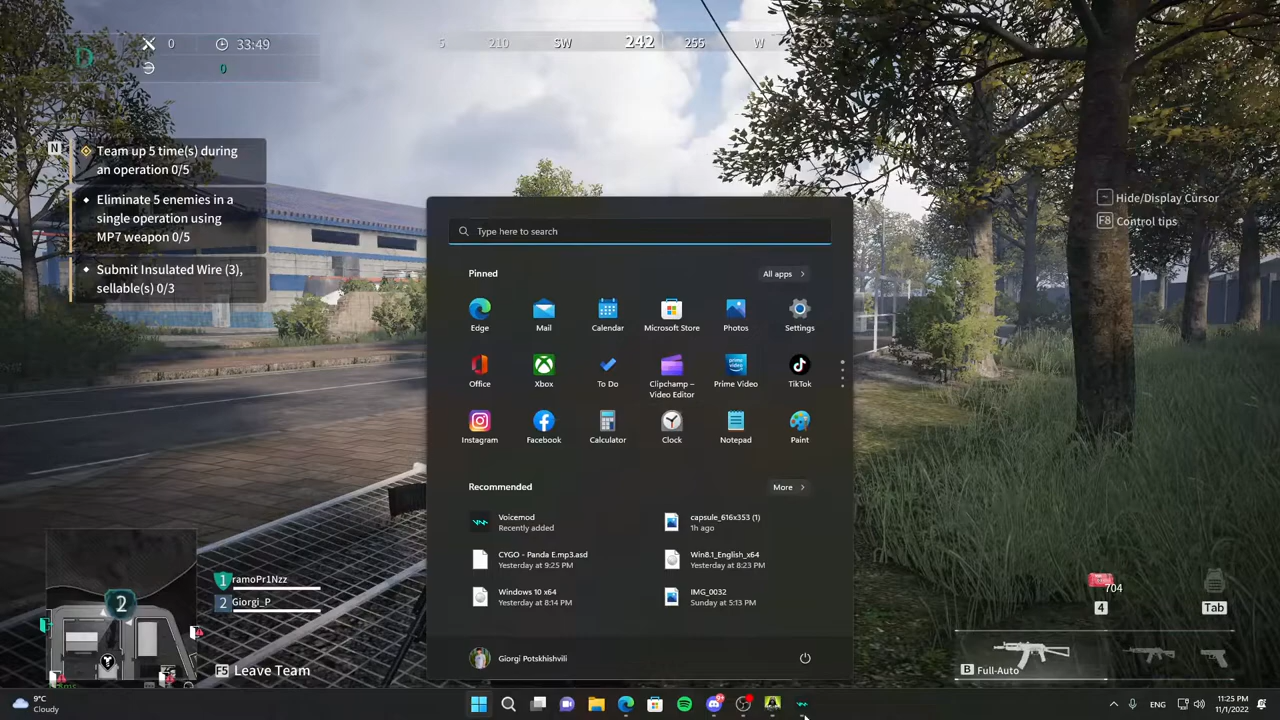 0
33:49
0
S
210
SW
242
255
W
N
Team up 5 time(s) during
an operation 0/5
Eliminate 5 enemies in a
single operation using
MP7 weapon 0/5
Submit Insulated Wire (3),
sellable(s) 0/3
~ Hide/Display Cursor
F8 Control tips
Type here to search
Pinned
All apps
Edge
Mail
Calendar
Microsoft Store
Photos
Settings
Office
Xbox
To Do
Clipchamp –
Video Editor
prime video
Prime Video
TikTok
Instagram
Facebook
Calculator
Clock
Notepad
Paint
Recommended
More
Voicemod
Recently added
capsule_616x353 (1)
1h ago
CYGO - Panda E.mp3.asd
Yesterday at 9:25 PM
Win8.1_English_x64
Yesterday at 8:23 PM
Windows 10 x64
Yesterday at 8:14 PM
IMG_0032
Sunday at 5:13 PM
Giorgi Potskhishvili
1 ramoPr1Nzz
2 Giorgi_P
2
F5 Leave Team
704
4
Tab
B Full-Auto
9°C
Cloudy
ENG
11:25 PM
11/1/2022